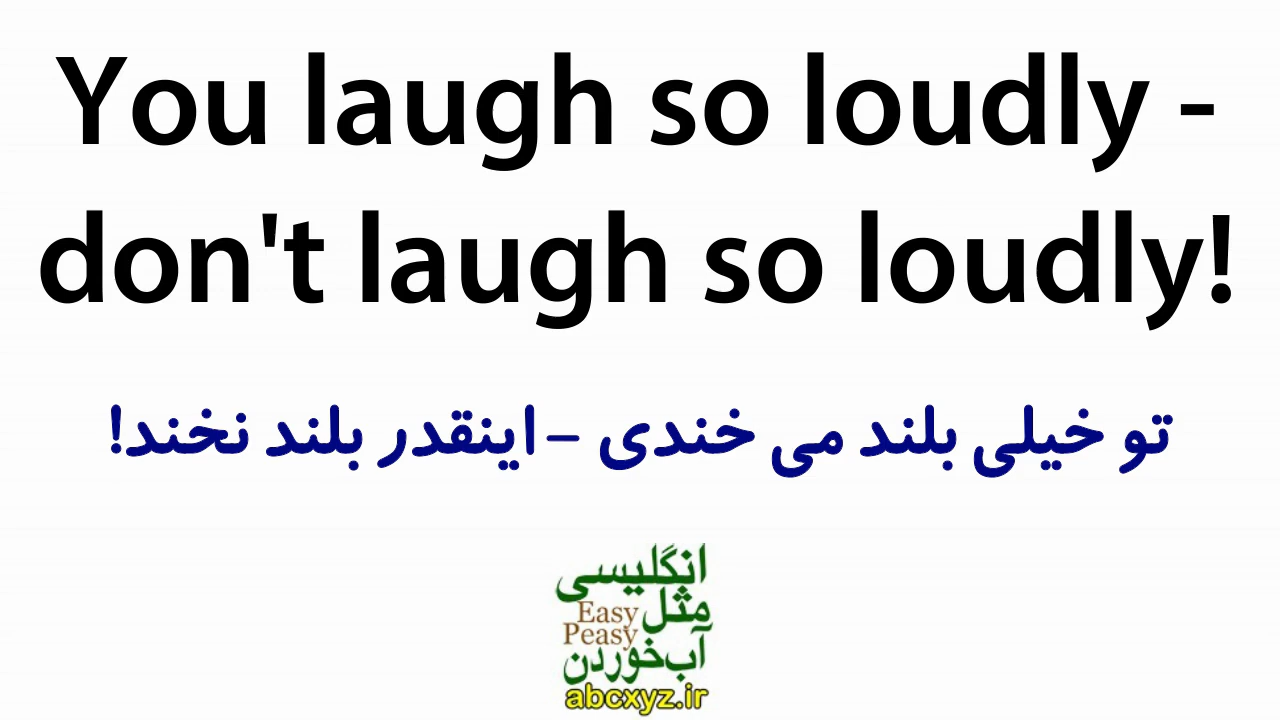 You laugh so loudly -
don't laugh so loudly!
تو خیلی بلند می خندی – اینقدر بلند نخند!
انگلیسی
مثل
Easy
Peasy
آب‌خوردن
abcxyz.ir